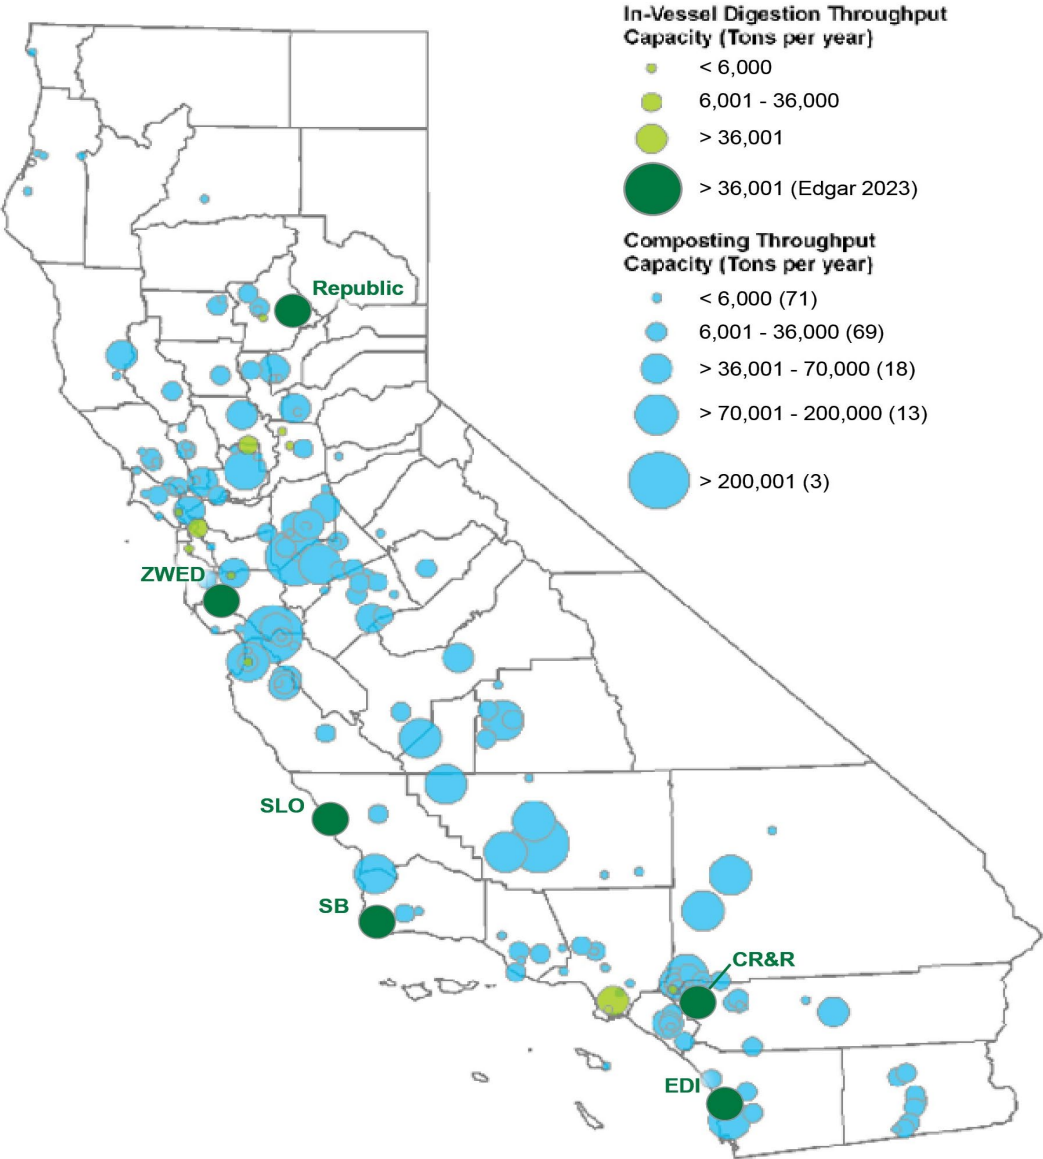 In-Vessel Digestion Throughput
Capacity (Tons per year)
< 6,000
6,001 - 36,000
> 36,001
> 36,001 (Edgar 2023)
Composting Throughput
Capacity (Tons per year)
< 6,000 (71)
6,001 - 36,000 (69)
> 36,001 - 70,000 (18)
> 70,001 - 200,000 (13)
> 200,001 (3)
Republic
ZWED
SLO
SB
CR&R
EDI